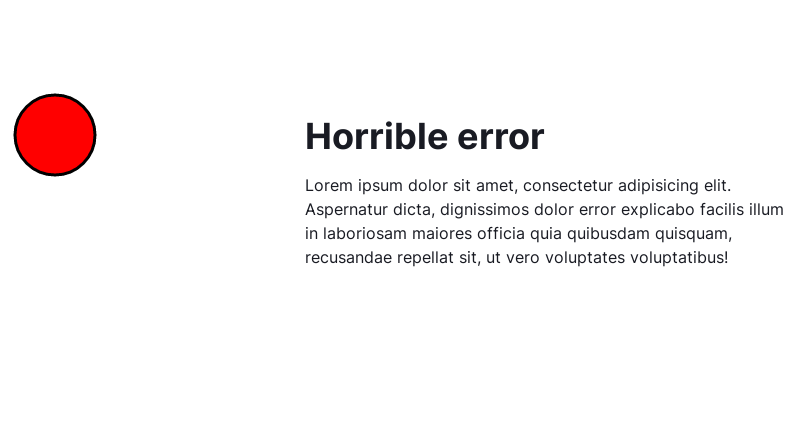 Horrible error
Lorem ipsum dolor sit amet, consectetur adipisicing elit.
Aspernatur dicta, dignissimos dolor error explicabo facilis illum
in laboriosam maiores officia quia quibusdam quisquam,
recusandae repellat sit, ut vero voluptates voluptatibus!